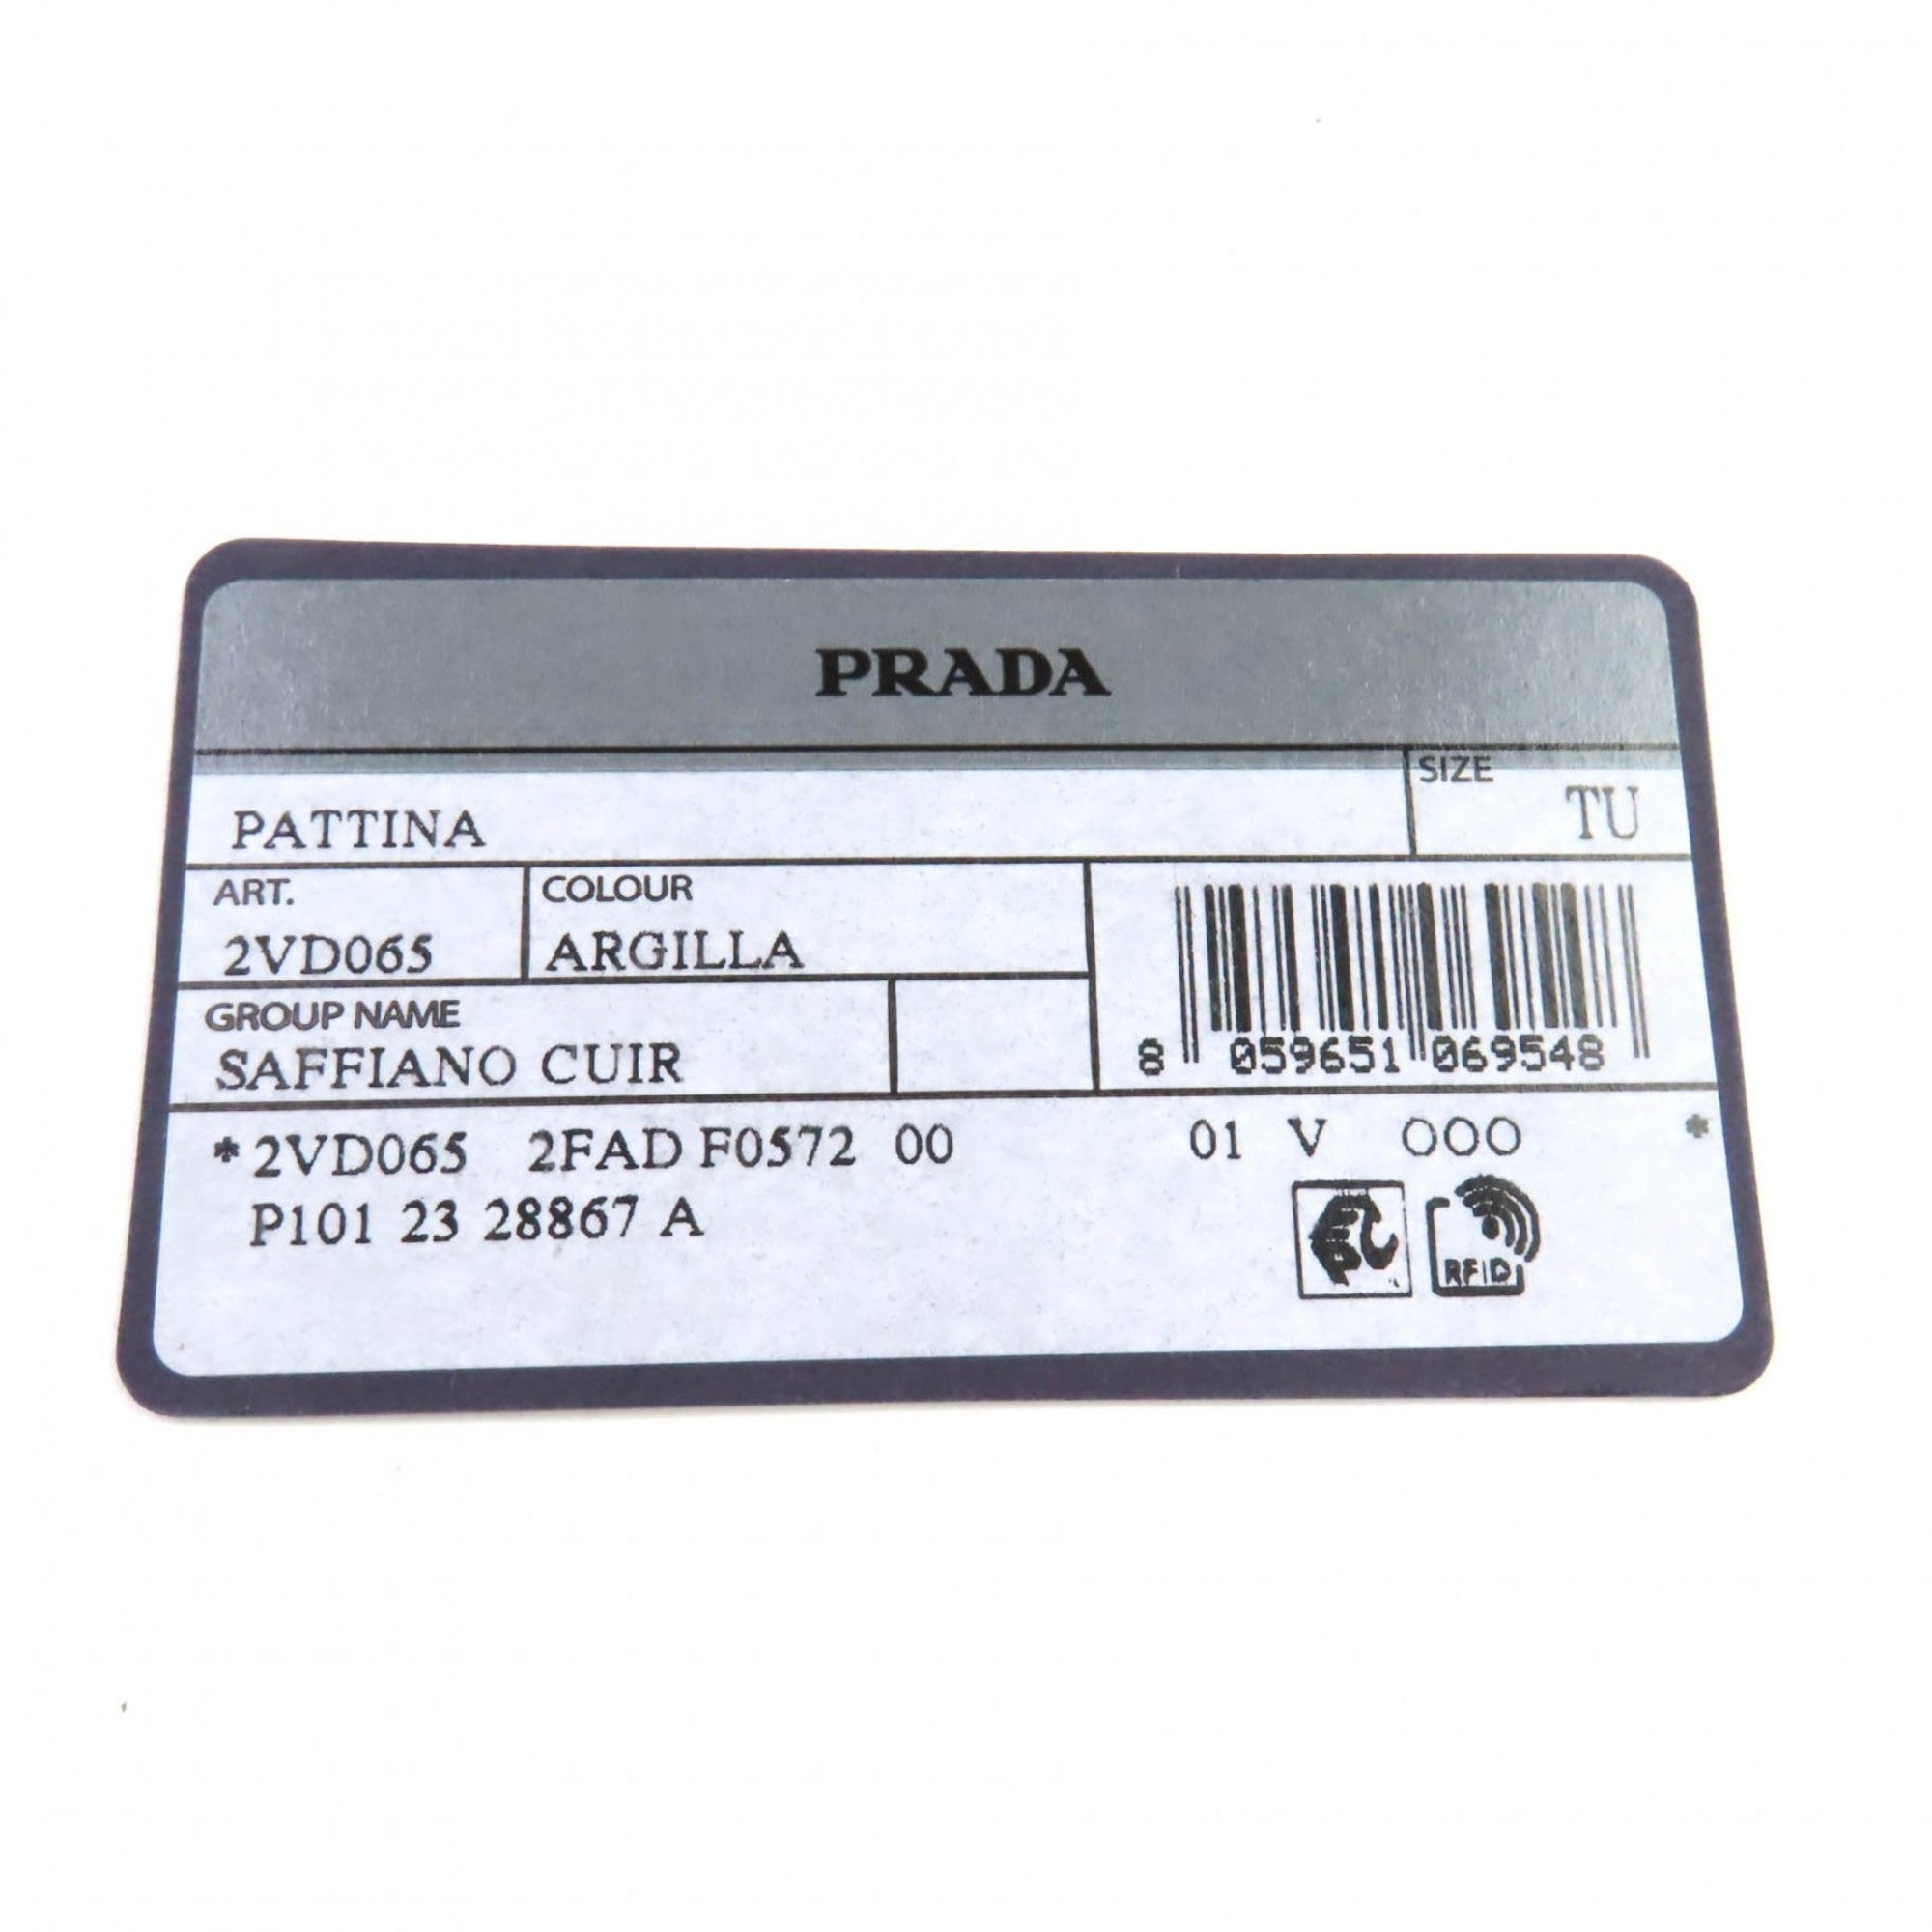 PRADA
SIZE
PATTINA TU
ART. COLOUR
2VD065 ARGILLA
GROUP NAME
SAFFIANO CUIR
8 059651 069548
*2VD065 2FAD F0572 00 01 V OOO *
P101 23 28867 A
RFID